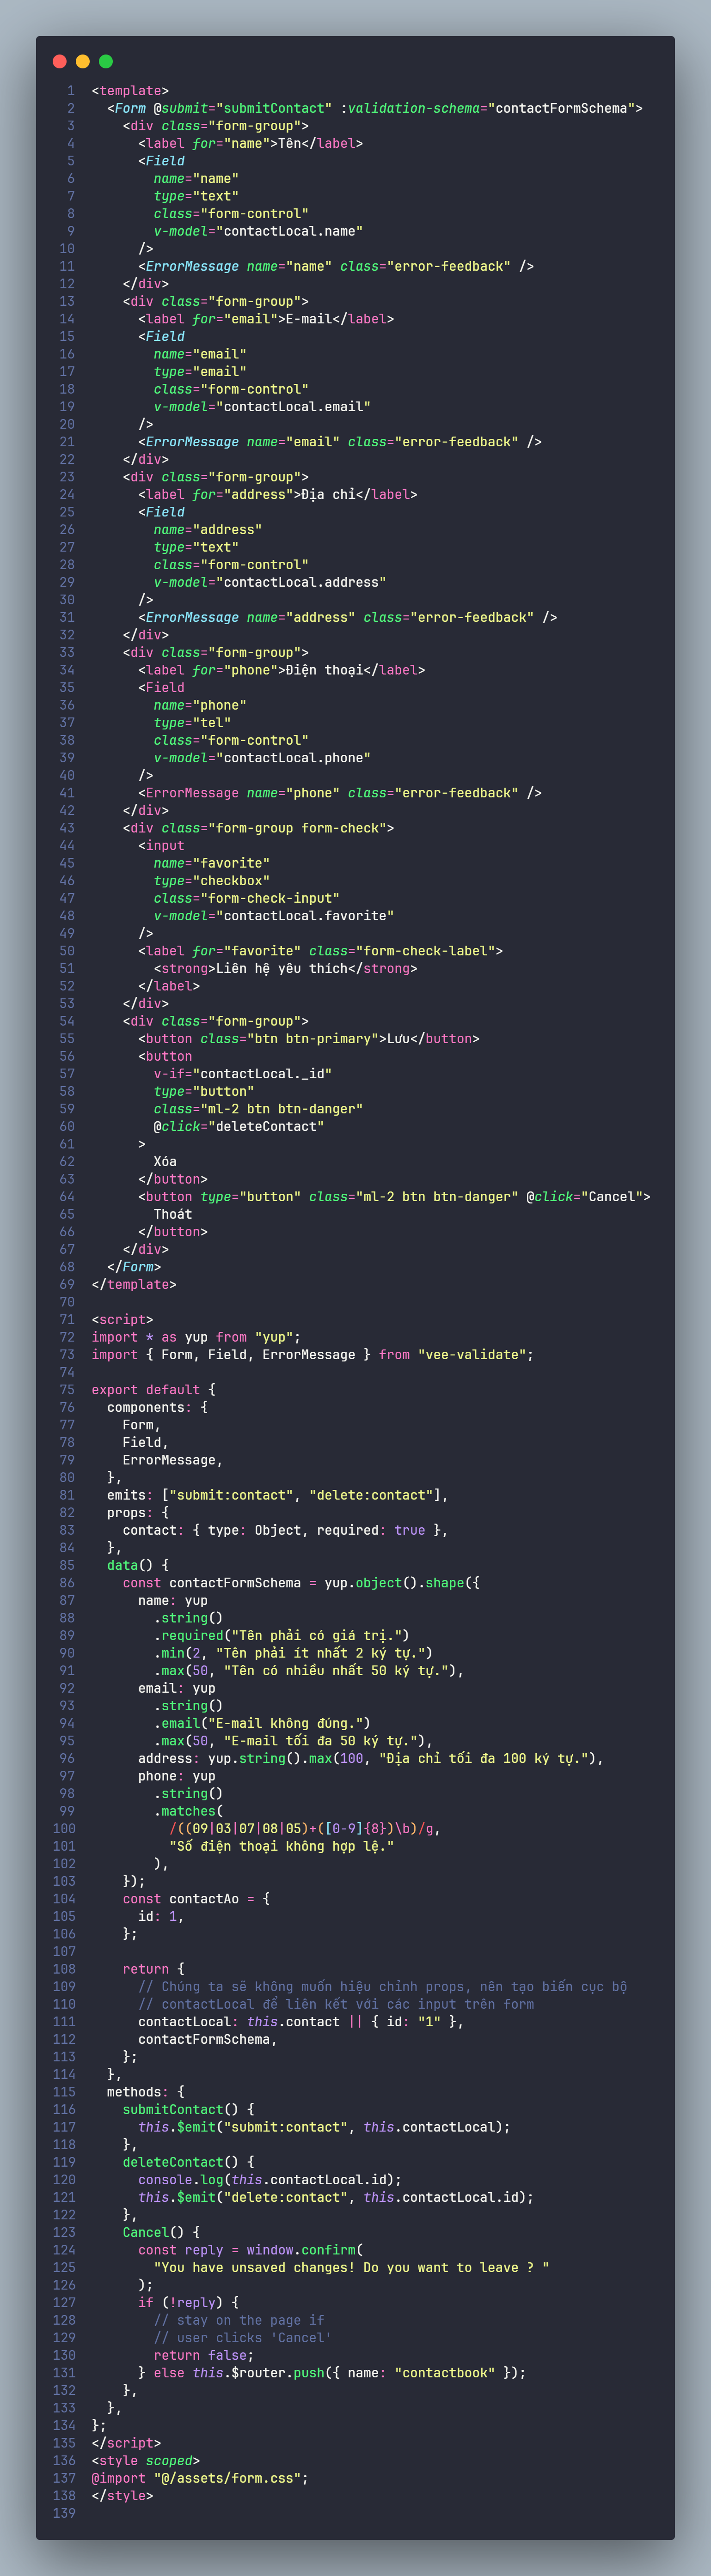 1 <template>
2   <Form @submit="submitContact" :validation-schema="contactFormSchema">
3     <div class="form-group">
4       <label for="name">Tên</label>
5       <Field
6         name="name"
7         type="text"
8         class="form-control"
9         v-model="contactLocal.name"
10       />
11       <ErrorMessage name="name" class="error-feedback" />
12     </div>
13     <div class="form-group">
14       <label for="email">E-mail</label>
15       <Field
16         name="email"
17         type="email"
18         class="form-control"
19         v-model="contactLocal.email"
20       />
21       <ErrorMessage name="email" class="error-feedback" />
22     </div>
23     <div class="form-group">
24       <label for="address">Địa chỉ</label>
25       <Field
26         name="address"
27         type="text"
28         class="form-control"
29         v-model="contactLocal.address"
30       />
31       <ErrorMessage name="address" class="error-feedback" />
32     </div>
33     <div class="form-group">
34       <label for="phone">Điện thoại</label>
35       <Field
36         name="phone"
37         type="tel"
38         class="form-control"
39         v-model="contactLocal.phone"
40       />
41       <ErrorMessage name="phone" class="error-feedback" />
42     </div>
43     <div class="form-group form-check">
44       <input
45         name="favorite"
46         type="checkbox"
47         class="form-check-input"
48         v-model="contactLocal.favorite"
49       />
50       <label for="favorite" class="form-check-label">
51         <strong>Liên hệ yêu thích</strong>
52       </label>
53     </div>
54     <div class="form-group">
55       <button class="btn btn-primary">Lưu</button>
56       <button
57         v-if="contactLocal._id"
58         type="button"
59         class="ml-2 btn btn-danger"
60         @click="deleteContact"
61       >
62         Xóa
63       </button>
64       <button type="button" class="ml-2 btn btn-danger" @click="Cancel">
65         Thoát
66       </button>
67     </div>
68   </Form>
69 </template>
70
71 <script>
72 import * as yup from "yup";
73 import { Form, Field, ErrorMessage } from "vee-validate";
74
75 export default {
76   components: {
77     Form,
78     Field,
79     ErrorMessage,
80   },
81   emits: ["submit:contact", "delete:contact"],
82   props: {
83     contact: { type: Object, required: true },
84   },
85   data() {
86     const contactFormSchema = yup.object().shape({
87       name: yup
88         .string()
89         .required("Tên phải có giá trị.")
90         .min(2, "Tên phải ít nhất 2 ký tự.")
91         .max(50, "Tên có nhiều nhất 50 ký tự."),
92       email: yup
93         .string()
94         .email("E-mail không đúng.")
95         .max(50, "E-mail tối đa 50 ký tự."),
96       address: yup.string().max(100, "Địa chỉ tối đa 100 ký tự."),
97       phone: yup
98         .string()
99         .matches(
100           /((09|03|07|08|05)+([0-9]{8})\b)/g,
101           "Số điện thoại không hợp lệ."
102         ),
103     });
104     const contactAo = {
105       id: 1,
106     };
107
108     return {
109       // Chúng ta sẽ không muốn hiệu chỉnh props, nên tạo biến cục bộ
110       // contactLocal để liên kết với các input trên form
111       contactLocal: this.contact || { id: "1" },
112       contactFormSchema,
113     };
114   },
115   methods: {
116     submitContact() {
117       this.$emit("submit:contact", this.contactLocal);
118     },
119     deleteContact() {
120       console.log(this.contactLocal.id);
121       this.$emit("delete:contact", this.contactLocal.id);
122     },
123     Cancel() {
124       const reply = window.confirm(
125         "You have unsaved changes! Do you want to leave ? "
126       );
127       if (!reply) {
128         // stay on the page if
129         // user clicks 'Cancel'
130         return false;
131       } else this.$router.push({ name: "contactbook" });
132     },
133   },
134 };
135 </script>
136 <style scoped>
137 @import "@/assets/form.css";
138 </style>
139